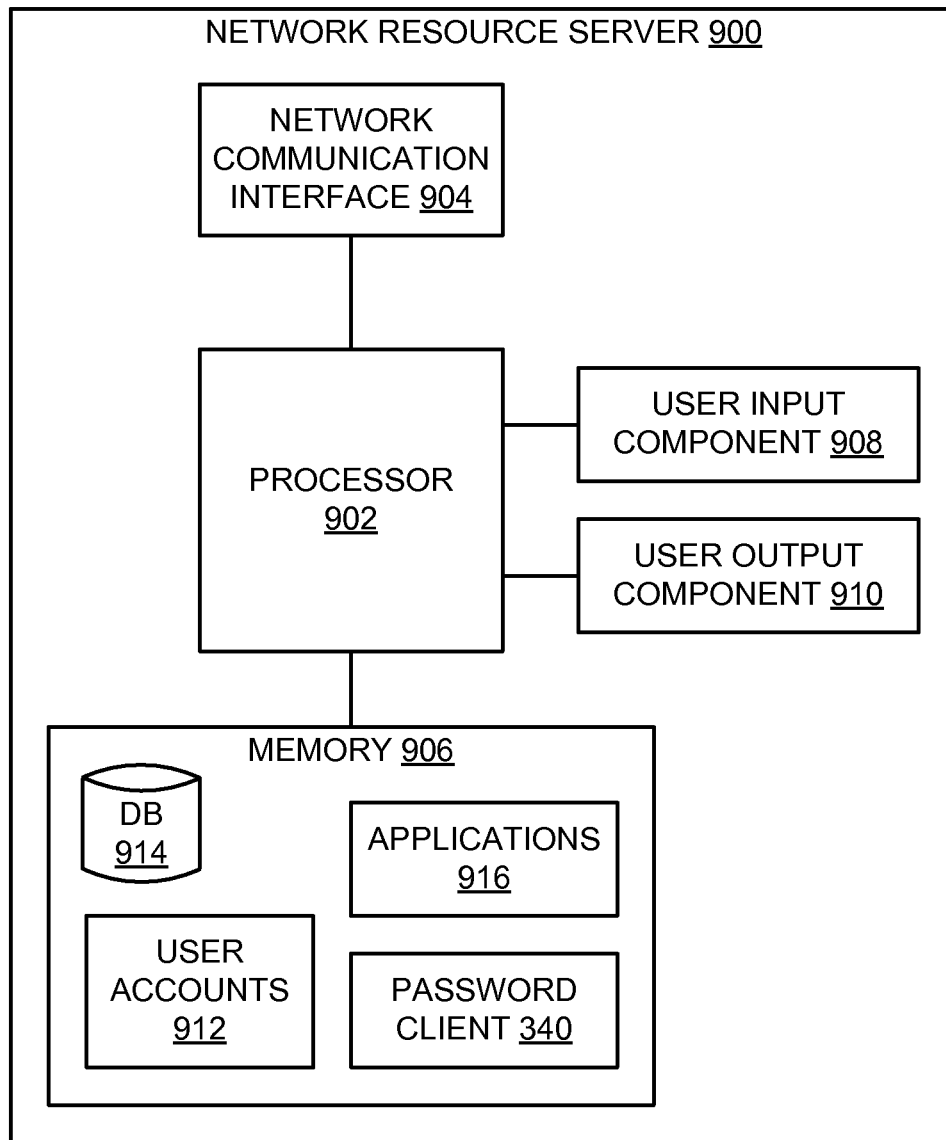 NETWORK RESOURCE SERVER 900
NETWORK
COMMUNICATION
INTERFACE 904
PROCESSOR
902
USER INPUT
COMPONENT 908
USER OUTPUT
COMPONENT 910
MEMORY 906
DB
914
APPLICATIONS
916
USER
ACCOUNTS
912
PASSWORD
CLIENT 340